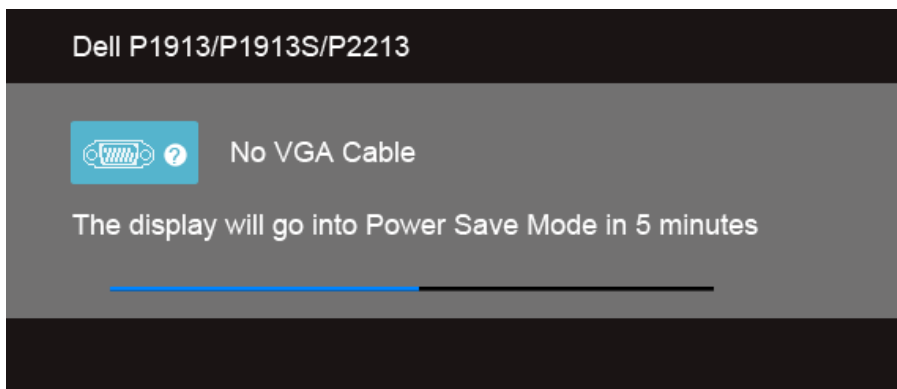 Dell P1913/P1913S/P2213
No VGA Cable
The display will go into Power Save Mode in 5 minutes